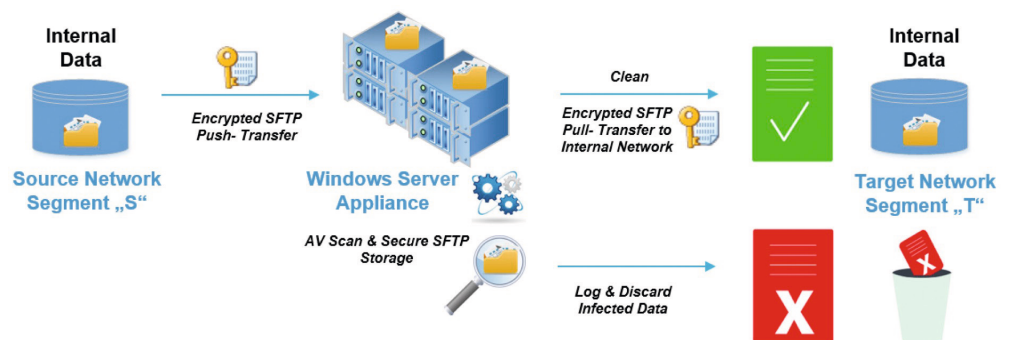 Internal
Data
Source Network
Segment „S“
Encrypted SFTP
Push- Transfer
Windows Server
Appliance
AV Scan & Secure SFTP
Storage
Clean
Encrypted SFTP
Pull- Transfer to
Internal Network
Log & Discard
Infected Data
X
Internal
Data
Target Network
Segment „T“
X